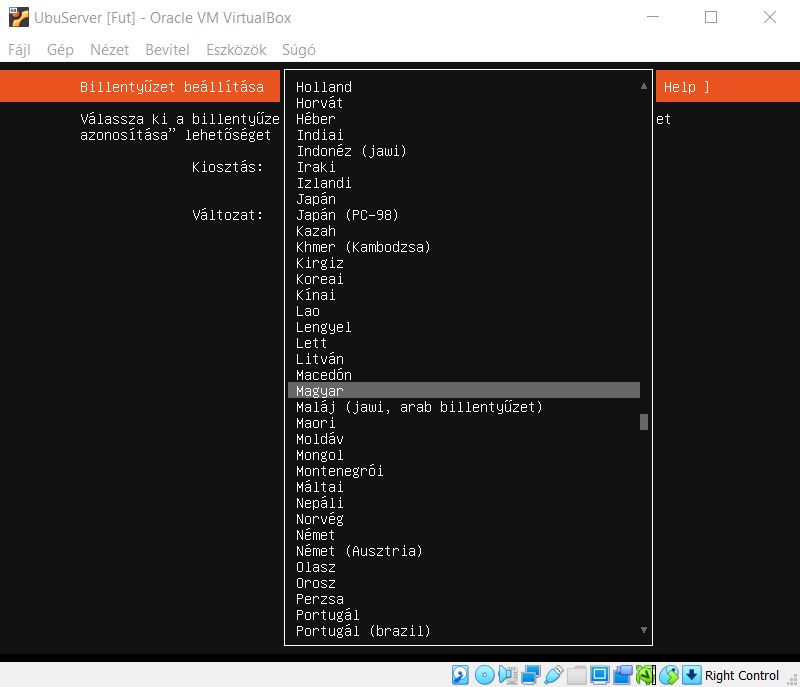 UbuServer [Fut] - Oracle VM VirtualBox
Fájl Gép Nézet Bevitel Eszközök Súgó
Billentyűzet beállítása
Help ]
Válassza ki a billentyűze
et
azonosítása” lehetőséget
Kiosztás:
Változat:
Holland
Horvát
Héber
Indiai
Indonéz (jawi)
Iraki
Izlandi
Japán
Japán (PC-98)
Kazah
Khmer (Kambodzsa)
Kirgiz
Koreai
Kínai
Lao
Lengyel
Lett
Litván
Macedón
Magyar
Maláj (jawi, arab billentyűzet)
Maori
Moldáv
Mongol
Montenegrói
Máltai
Nepáli
Norvég
Német
Német (Ausztria)
Olasz
Orosz
Perzsa
Portugál
Portugál (brazil)
Right Control